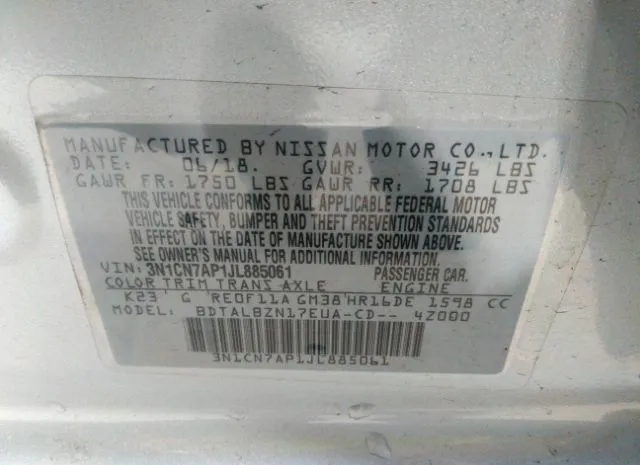 MANUFACTURED BY NISSAN MOTOR CO.,LTD.
DATE: 06/18. GVWR: 3426 LBS
GAWR FR: 1750 LBS GAWR RR: 1708 LBS
THIS VEHICLE CONFORMS TO ALL APPLICABLE FEDERAL MOTOR
VEHICLE SAFETY, BUMPER AND THEFT PREVENTION STANDARDS
IN EFFECT ON THE DATE OF MANUFACTURE SHOWN ABOVE.
SEE OWNER'S MANUAL FOR ADDITIONAL INFORMATION.
VIN: 3N1CN7AP1JL885061 PASSENGER CAR.
COLOR TRIM TRANS AXLE ENGINE
K23 G RE0F11A GM38 HR16DE 1598 CC
MODEL: BDTALBZN17EUA-CD-- 4Z000
3N1CN7AP1JL885061